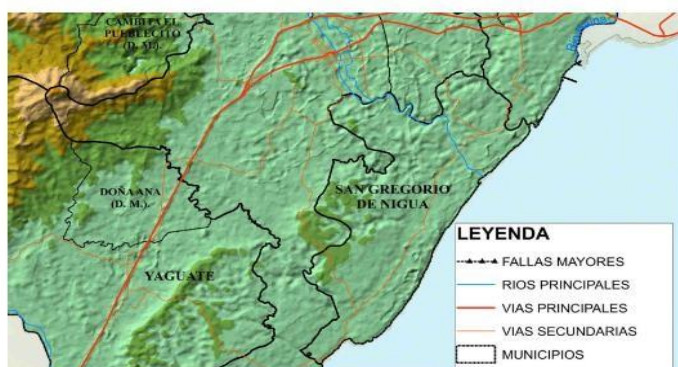 CAMBITA EL
PUEBLECITO
(D. M.).
DOÑA ANA
(D. M.).
SAN GREGORIO
DE NIGUA
YAGUATE
LEYENDA
FALLAS MAYORES
RIOS PRINCIPALES
VIAS PRINCIPALES
VIAS SECUNDARIAS
MUNICIPIOS